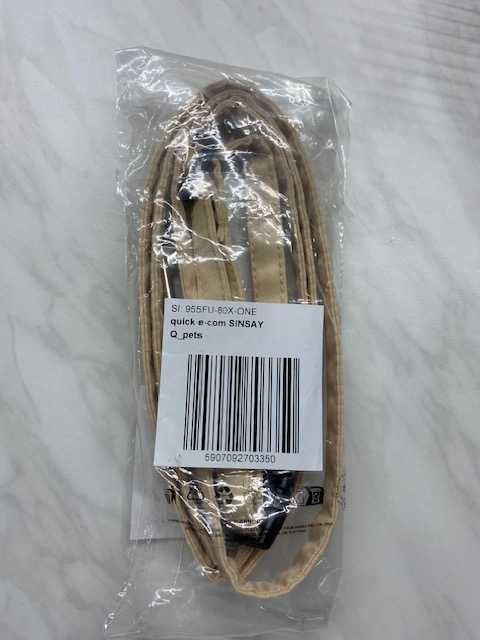 SI: 955FU-80X-ONE
quick e-com SINSAY
Q_pets
5907092703350